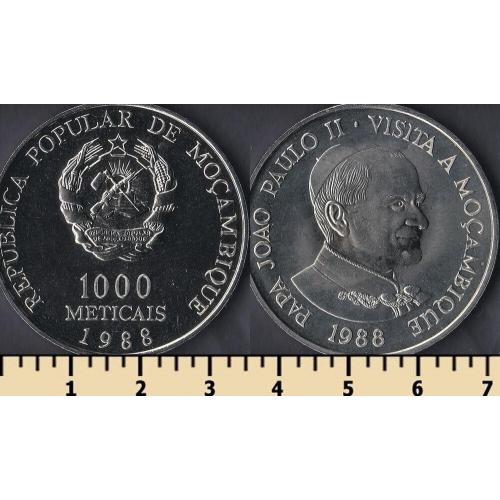 REPUBLICA POPULAR DE MOÇAMBIQUE
1000
METICAIS
1988
PAPA JOAO PAULO II · VISITA A MOÇAMBIQUE
1988
1 2 3 4 5 6 7